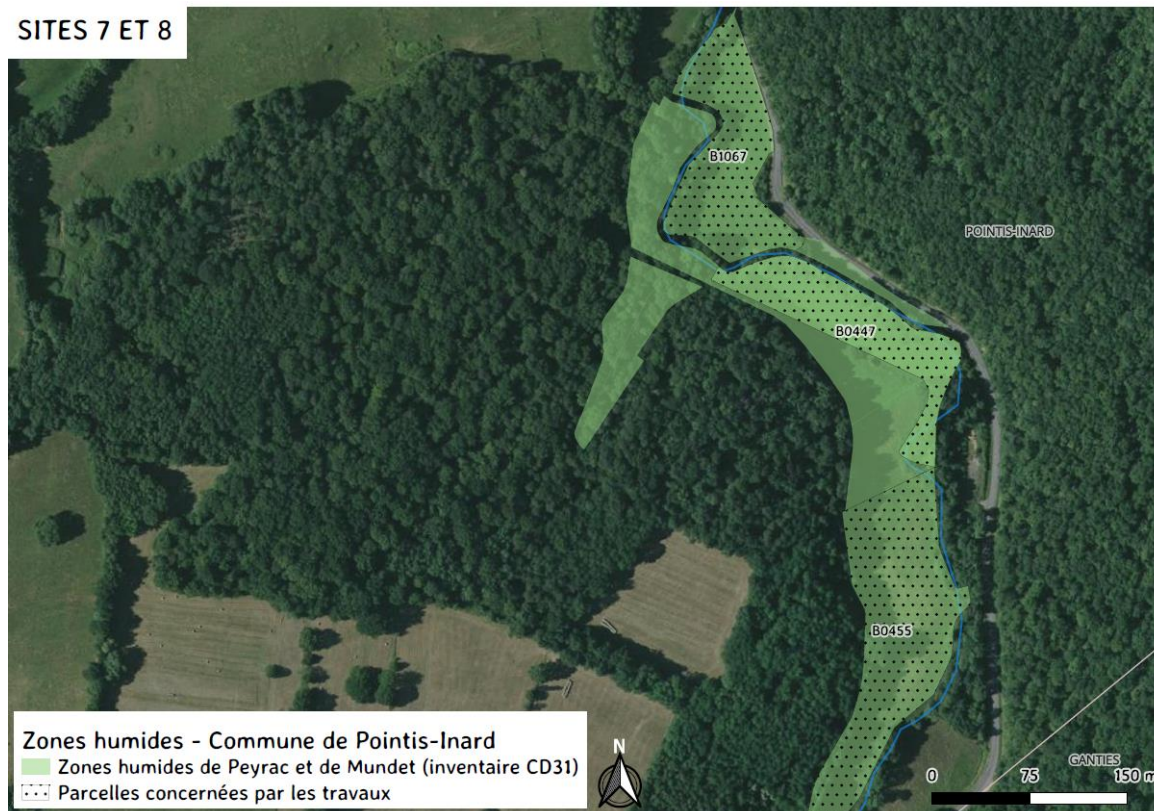 SITES 7 ET 8
B1067
POINTIS-INARD
B0447
B0455
Zones humides - Commune de Pointis-Inard
Zones humides de Peyrac et de Mundet (inventaire CD31)
Parcelles concernées par les travaux
N
GANTIES
0 75 150 m